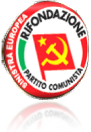 SINISTRA EUROPEA
RIFONDAZIONE
PARTITO COMUNISTA